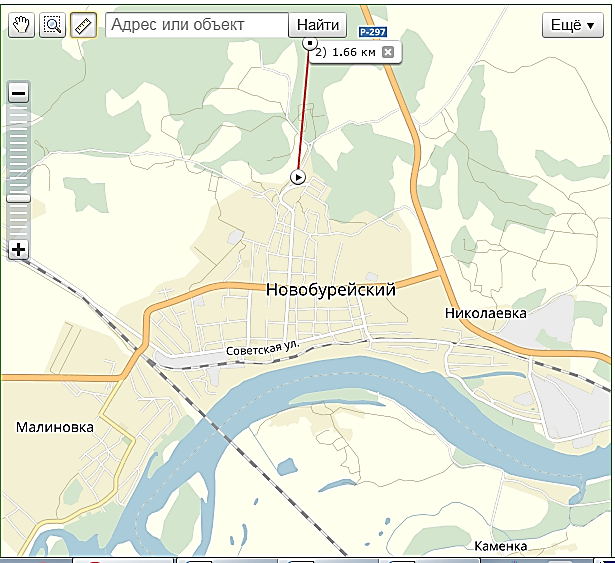 Адрес или объект
Найти
Ещё
Р-297
2) 1.66 км
Новобурейский
Николаевка
Советская ул.
Малиновка
Каменка